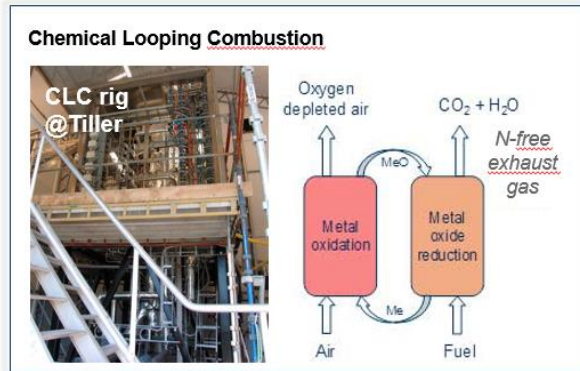 Chemical Looping Combustion
CLC rig
@Tiller
Oxygen
depleted air
CO₂ + H₂O
N-free
exhaust
gas
MeO
Metal
oxidation
Metal
oxide
reduction
Me
Air
Fuel